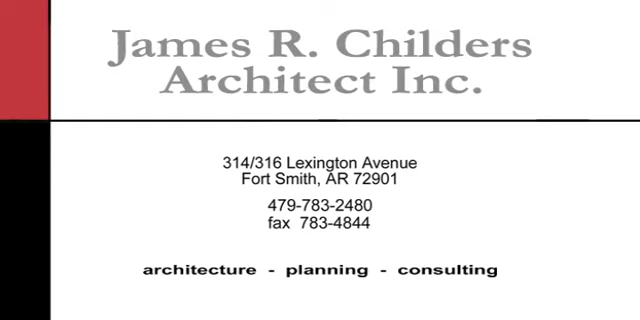 James R. Childers
Architect Inc.
314/316 Lexington Avenue
Fort Smith, AR 72901
479-783-2480
fax 783-4844
architecture - planning - consulting